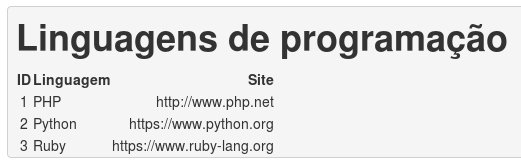 Linguagens de programação
ID Linguagem Site
1 PHP http://www.php.net
2 Python https://www.python.org
3 Ruby https://www.ruby-lang.org